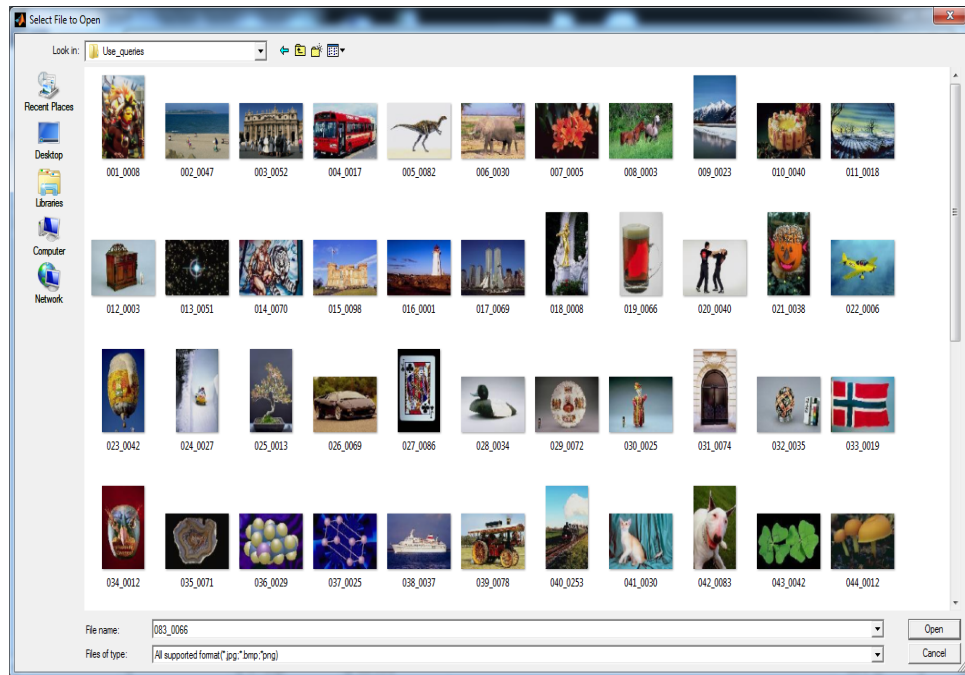 Select File to Open
Look in: Use_queries
Recent Places
Desktop
Libraries
Computer
Network
001_0008 002_0047 003_0052 004_0017 005_0082 006_0030 007_0005 008_0003 009_0023 010_0040 011_0018
012_0003 013_0051 014_0070 015_0098 016_0001 017_0069 018_0008 019_0066 020_0040 021_0038 022_0006
023_0042 024_0027 025_0013 026_0069 027_0086 028_0034 029_0072 030_0025 031_0074 032_0035 033_0019
034_0012 035_0071 036_0029 037_0025 038_0037 039_0078 040_0253 041_0030 042_0083 043_0042 044_0012
File name: 083_0066 Open
Files of type: All supported format(*.jpg;*.bmp;*png) Cancel